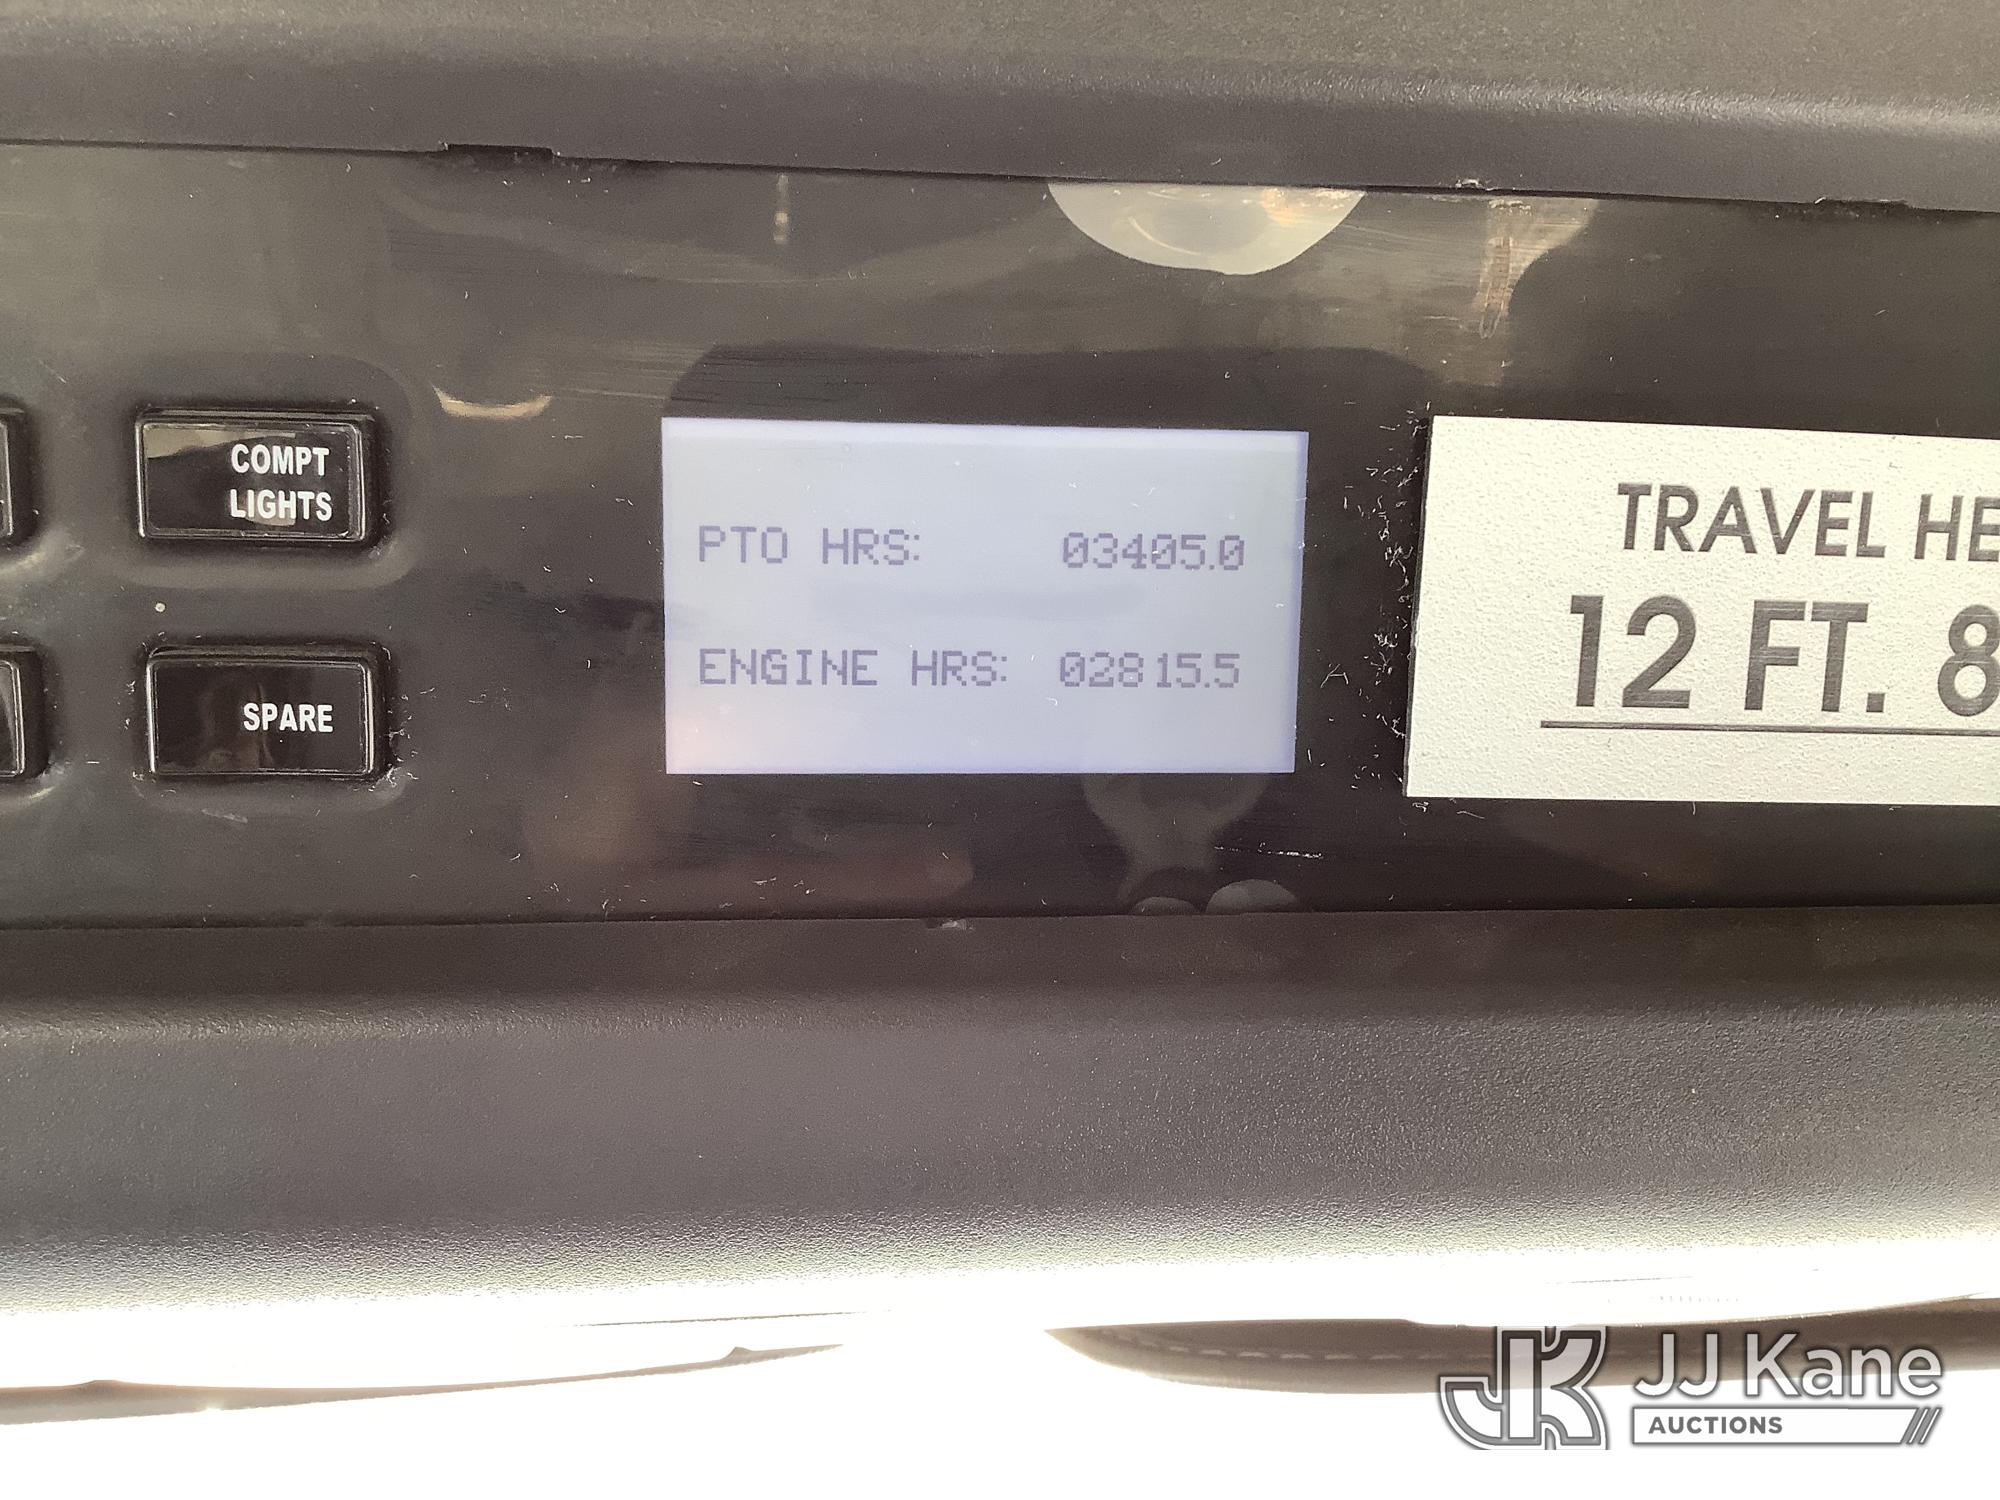 COMPT
LIGHTS
SPARE
PTO HRS: 03405.0
ENGINE HRS: 02815.5
TRAVEL HE
12 FT. 8
JK JJ Kane
AUCTIONS